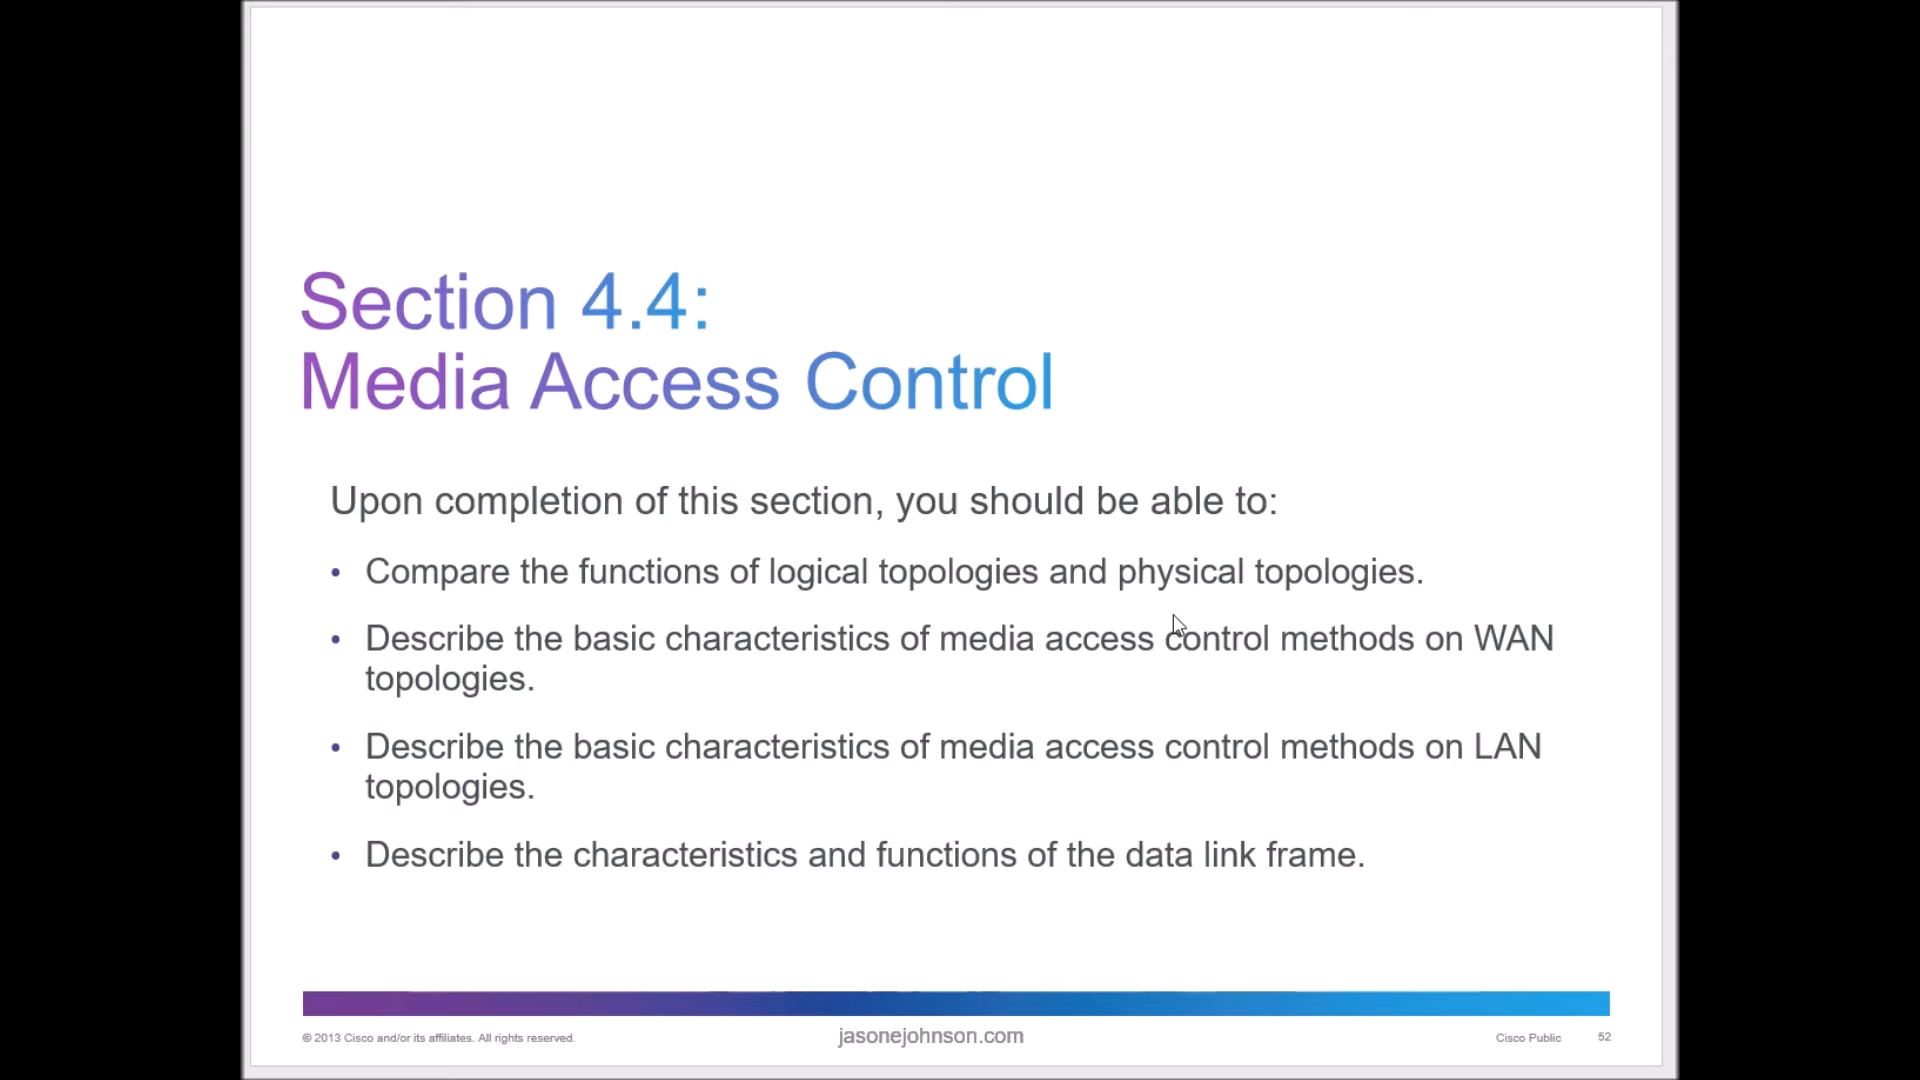 Section 4.4:
Media Access Control
Upon completion of this section, you should be able to:
• Compare the functions of logical topologies and physical topologies.
• Describe the basic characteristics of media access control methods on WAN
topologies.
• Describe the basic characteristics of media access control methods on LAN
topologies.
• Describe the characteristics and functions of the data link frame.
© 2013 Cisco and/or its affiliates. All rights reserved.
jasonejohnson.com
Cisco Public
52